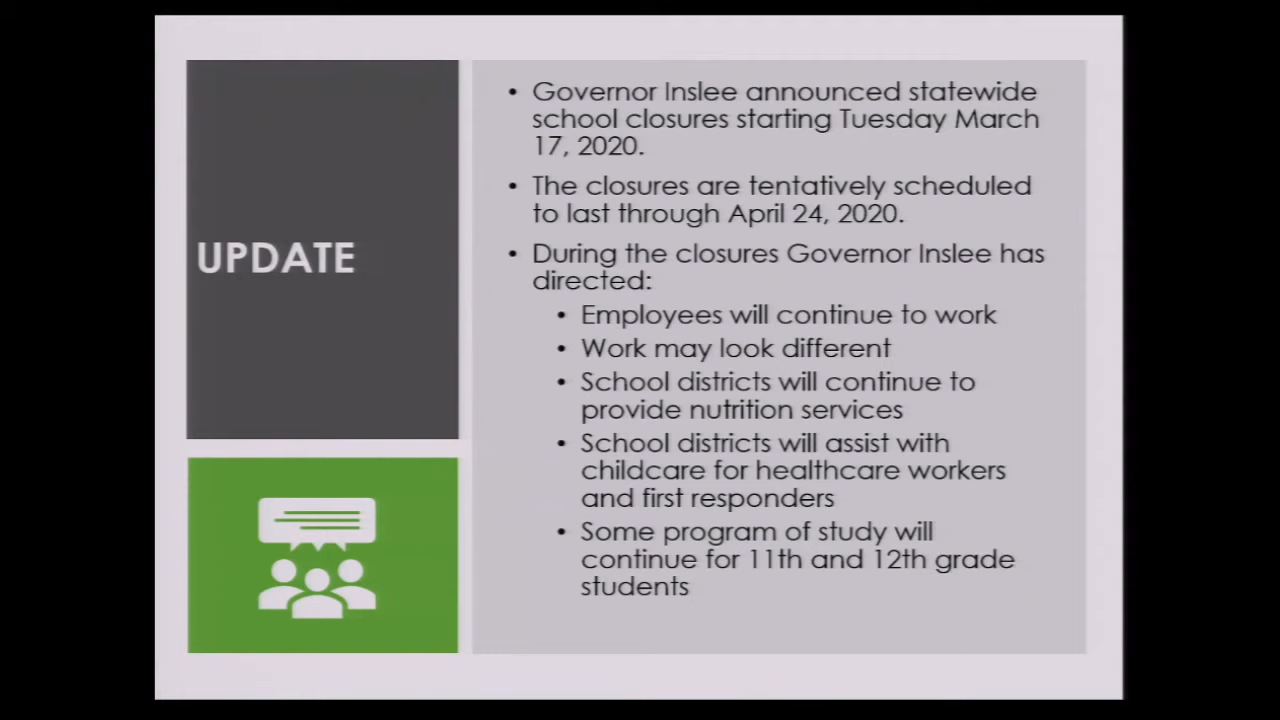 UPDATE
• Governor Inslee announced statewide
school closures starting Tuesday March
17, 2020.
• The closures are tentatively scheduled
to last through April 24, 2020.
• During the closures Governor Inslee has
directed:
• Employees will continue to work
• Work may look different
• School districts will continue to
provide nutrition services
• School districts will assist with
childcare for healthcare workers
and first responders
• Some program of study will
continue for 11th and 12th grade
students